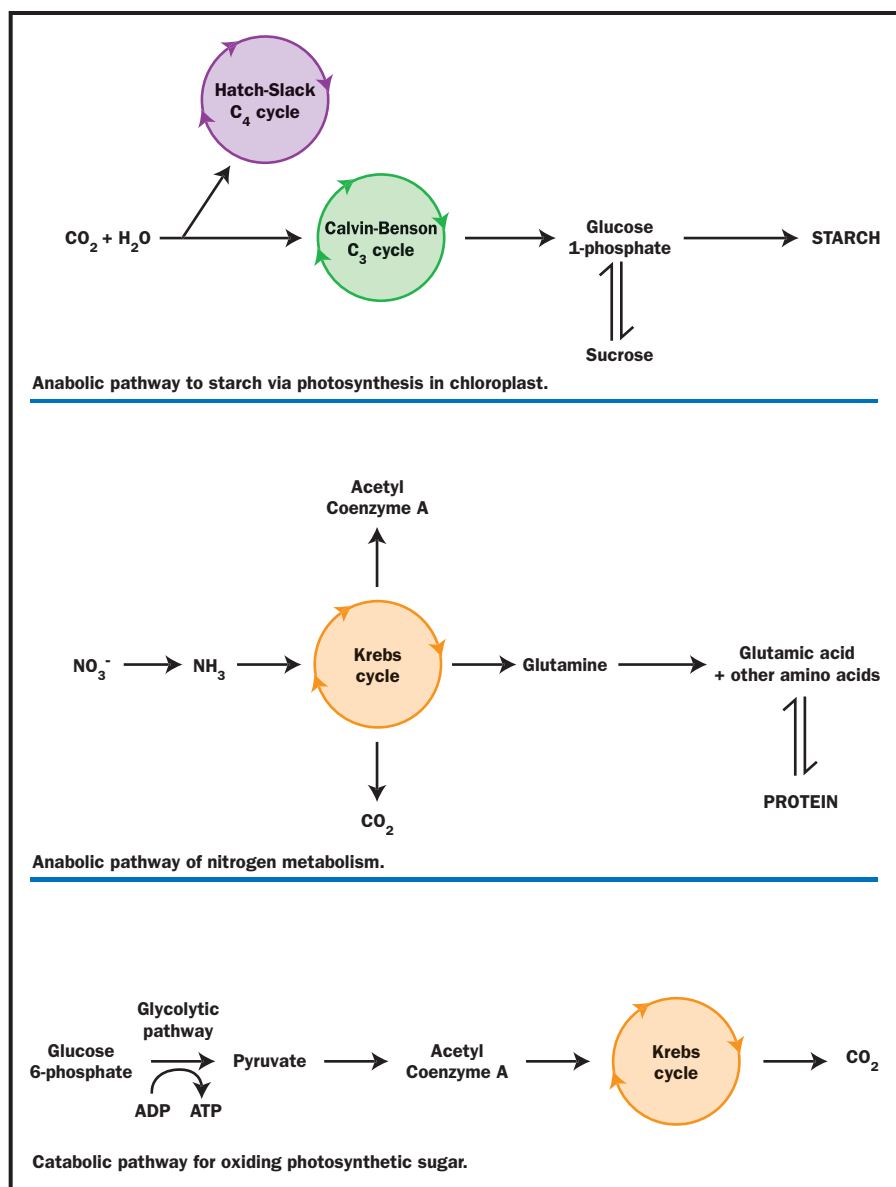 Hatch-Slack
C₄ cycle
CO₂ + H₂O
Calvin-Benson
C₃ cycle
Glucose
1-phosphate
STARCH
Sucrose
Anabolic pathway to starch via photosynthesis in chloroplast.
Acetyl
Coenzyme A
NO₃⁻
NH₃
Krebs
cycle
Glutamine
Glutamic acid
+ other amino acids
CO₂
PROTEIN
Anabolic pathway of nitrogen metabolism.
Glucose
6-phosphate
Glycolytic
pathway
ADP
ATP
Pyruvate
Acetyl
Coenzyme A
Krebs
cycle
CO₂
Catabolic pathway for oxiding photosynthetic sugar.